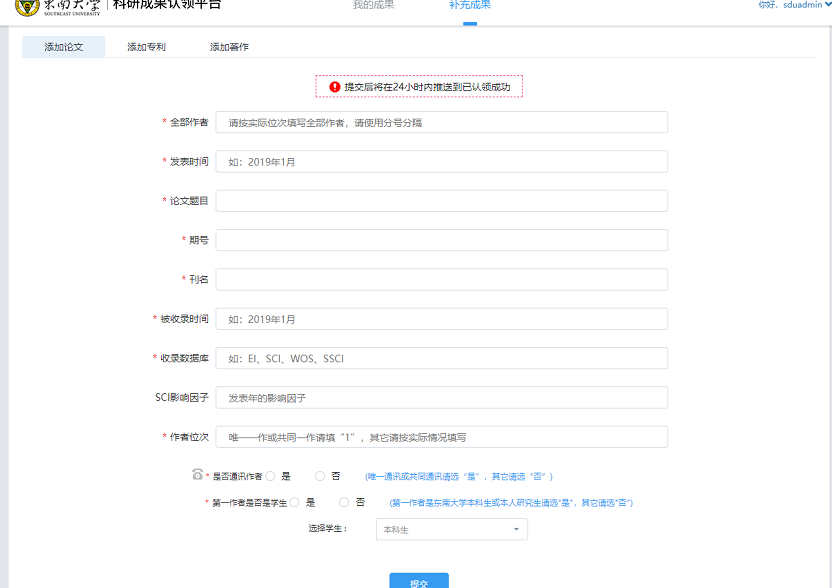 东南大学 科研成果认领平台 我的成果 补充成果 你好，sduadmin
SOUTHEAST UNIVERSITY
添加论文 添加专利 添加著作
提交后将在24小时内推送到已认领成功
* 全部作者 请按实际位次填写全部作者，请使用分号分隔
* 发表时间 如：2019年1月
* 论文题目
* 期号
* 刊名
* 被收录时间 如：2019年1月
* 收录数据库 如：EI、SCI、WOS、SSCI
SCI影响因子 发表年的影响因子
* 作者位次 唯一一作或共同一作请填“1”，其它请按实际情况填写
* 是否通讯作者 是 否 (唯一通讯或共同通讯请选“是”，其它请选“否”)
* 第一作者是否是学生 是 否 (第一作者是东南大学本科生或本人研究生请选"是"，其它请选"否")
选择学生： 本科生
提交